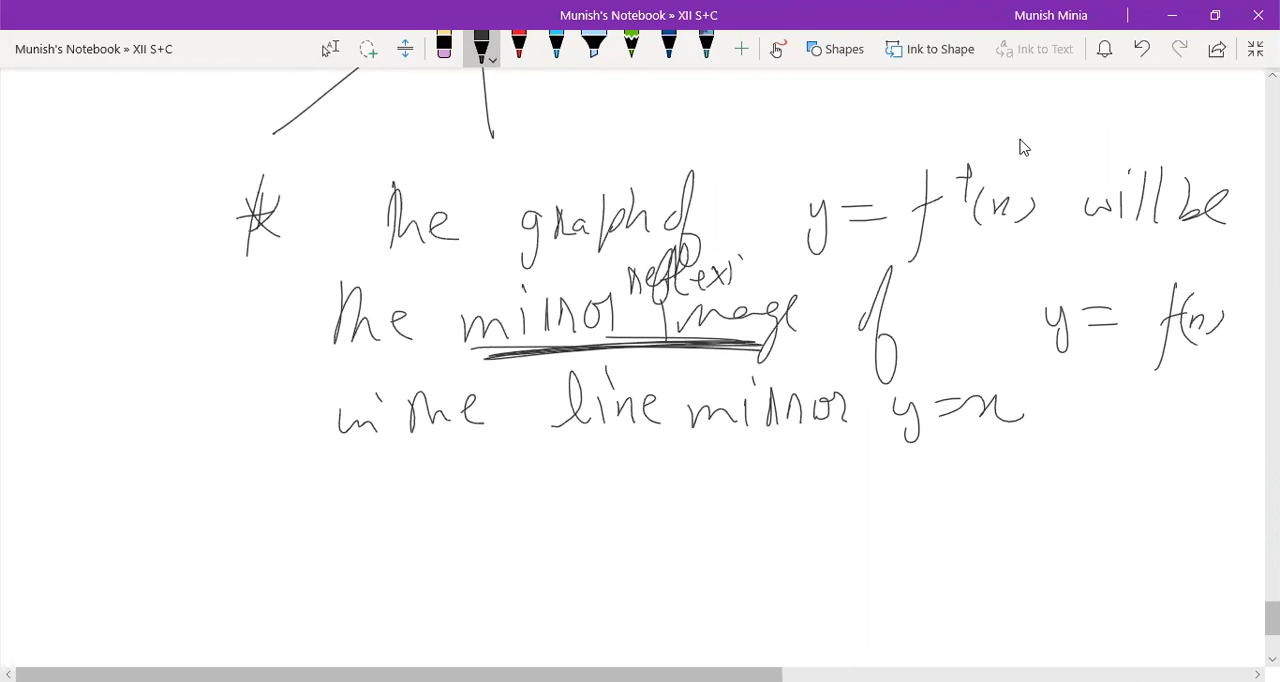 Munish's Notebook » XII S+C
Munish Minia
Munish's Notebook » XII S+C
Shapes
Ink to Shape
Ink to Text
* The graph of y = f⁻¹(x) will be
reflexi
the mirror image of y = f(x)
in the line mirror y = x